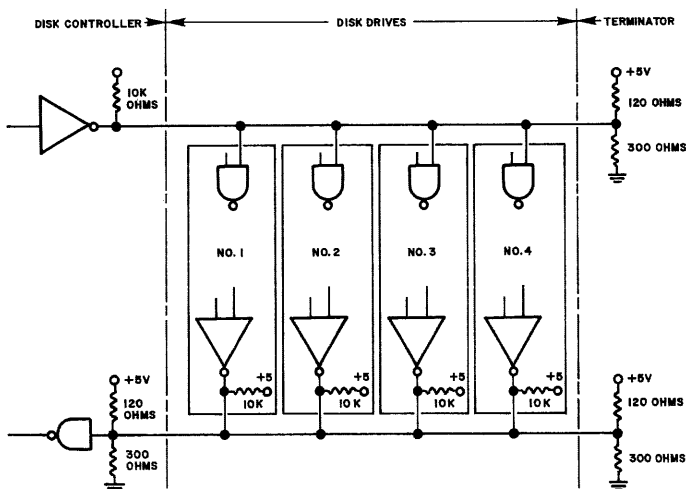 DISK CONTROLLER
DISK DRIVES
TERMINATOR
10K
OHMS
+5V
120 OHMS
300 OHMS
NO. 1
NO. 2
NO. 3
NO. 4
+5
10K
+5
10K
+5
10K
+5
10K
+5V
120
OHMS
300
OHMS
+5V
120 OHMS
300 OHMS